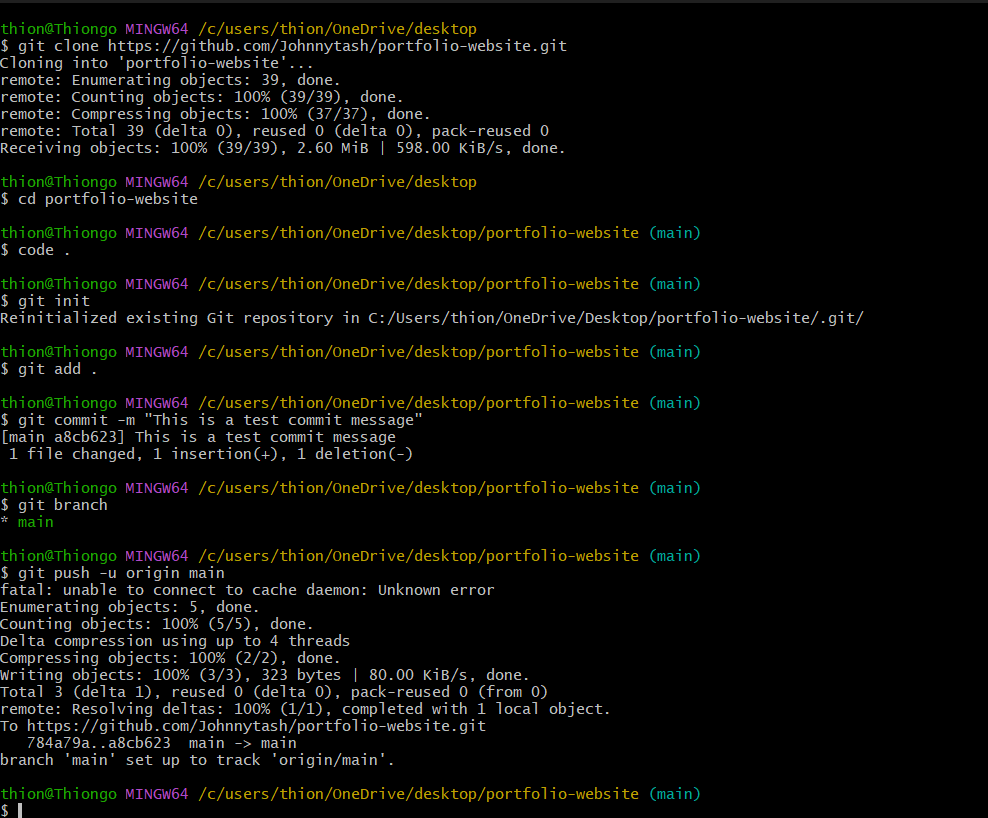 thion@Thiongo MINGW64 /c/users/thion/OneDrive/desktop
$ git clone https://github.com/Johnnytash/portfolio-website.git
Cloning into 'portfolio-website'...
remote: Enumerating objects: 39, done.
remote: Counting objects: 100% (39/39), done.
remote: Compressing objects: 100% (37/37), done.
remote: Total 39 (delta 0), reused 0 (delta 0), pack-reused 0
Receiving objects: 100% (39/39), 2.60 MiB | 598.00 KiB/s, done.
thion@Thiongo MINGW64 /c/users/thion/OneDrive/desktop
$ cd portfolio-website
thion@Thiongo MINGW64 /c/users/thion/OneDrive/desktop/portfolio-website (main)
$ code .
thion@Thiongo MINGW64 /c/users/thion/OneDrive/desktop/portfolio-website (main)
$ git init
Reinitialized existing Git repository in C:/Users/thion/OneDrive/Desktop/portfolio-website/.git/
thion@Thiongo MINGW64 /c/users/thion/OneDrive/desktop/portfolio-website (main)
$ git add .
thion@Thiongo MINGW64 /c/users/thion/OneDrive/desktop/portfolio-website (main)
$ git commit -m "This is a test commit message"
[main a8cb623] This is a test commit message
 1 file changed, 1 insertion(+), 1 deletion(-)
thion@Thiongo MINGW64 /c/users/thion/OneDrive/desktop/portfolio-website (main)
$ git branch
* main
thion@Thiongo MINGW64 /c/users/thion/OneDrive/desktop/portfolio-website (main)
$ git push -u origin main
fatal: unable to connect to cache daemon: Unknown error
Enumerating objects: 5, done.
Counting objects: 100% (5/5), done.
Delta compression using up to 4 threads
Compressing objects: 100% (2/2), done.
Writing objects: 100% (3/3), 323 bytes | 80.00 KiB/s, done.
Total 3 (delta 1), reused 0 (delta 0), pack-reused 0 (from 0)
remote: Resolving deltas: 100% (1/1), completed with 1 local object.
To https://github.com/Johnnytash/portfolio-website.git
   784a79a..a8cb623  main -> main
branch 'main' set up to track 'origin/main'.
thion@Thiongo MINGW64 /c/users/thion/OneDrive/desktop/portfolio-website (main)
$